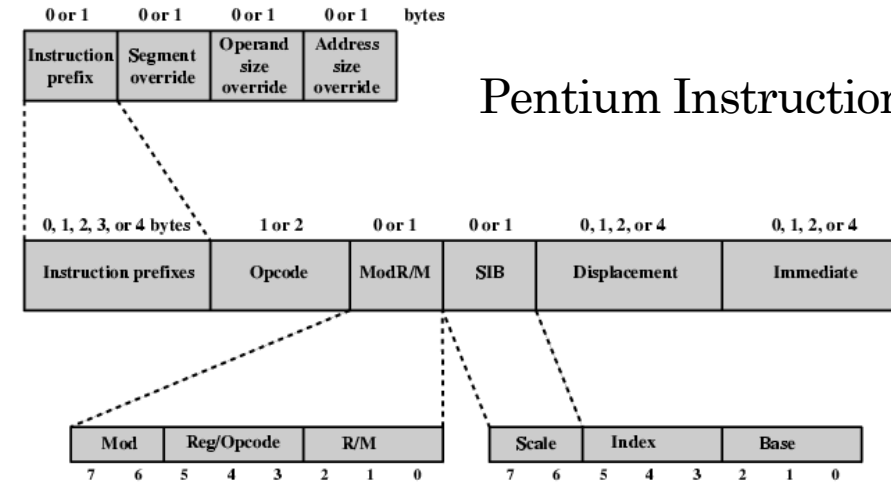 0 or 1 0 or 1 0 or 1 0 or 1 bytes
Instruction prefix Segment override Operand size override Address size override
Pentium Instruction
0, 1, 2, 3, or 4 bytes 1 or 2 0 or 1 0 or 1 0, 1, 2, or 4 0, 1, 2, or 4
Instruction prefixes Opcode ModR/M SIB Displacement Immediate
Mod Reg/Opcode R/M Scale Index Base
7 6 5 4 3 2 1 0 7 6 5 4 3 2 1 0